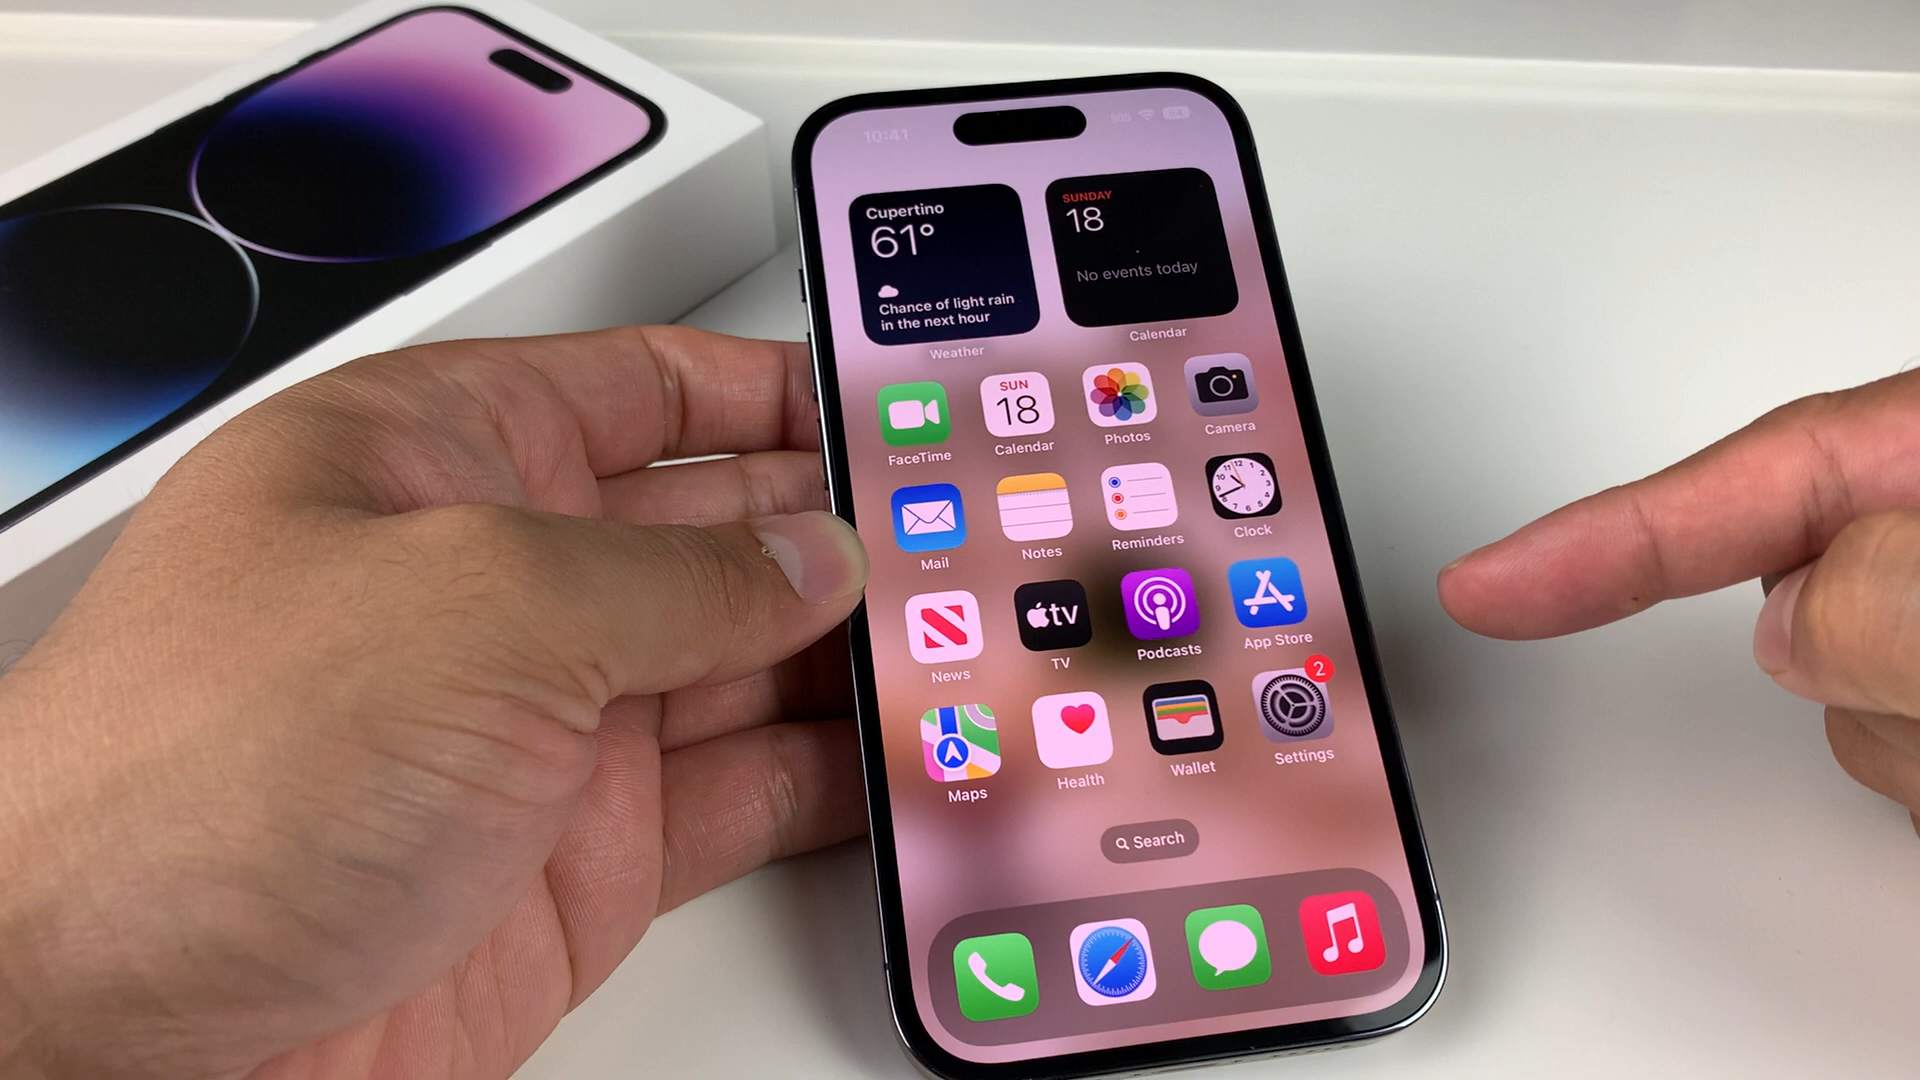 10:41
SOS
Cupertino
61°
Chance of light rain
in the next hour
Weather
SUNDAY
18
No events today
Calendar
FaceTime
SUN
18
Calendar
Photos
Camera
Mail
Notes
Reminders
Clock
News
tv
TV
Podcasts
App Store
Maps
Health
Wallet
2
Settings
Search